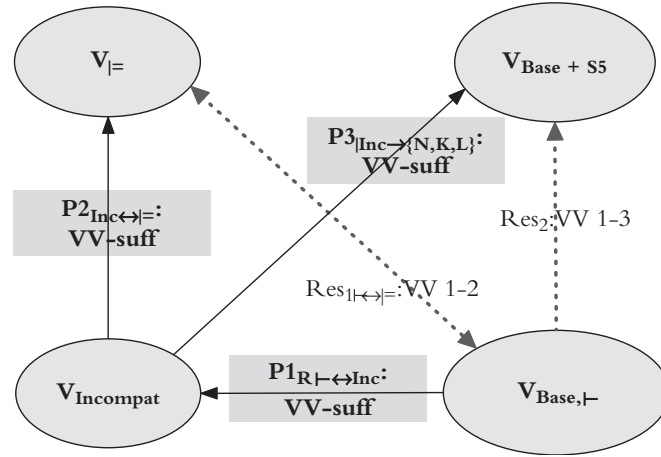 V|=
VBase + S5
P3|Inc→{N,K,L}:
VV-suff
P2Inc↔|=:
VV-suff
Res2:VV 1-3
Res1⊢↔|=:VV 1-2
P1R⊢↔Inc:
VV-suff
VIncompat
VBase,⊢